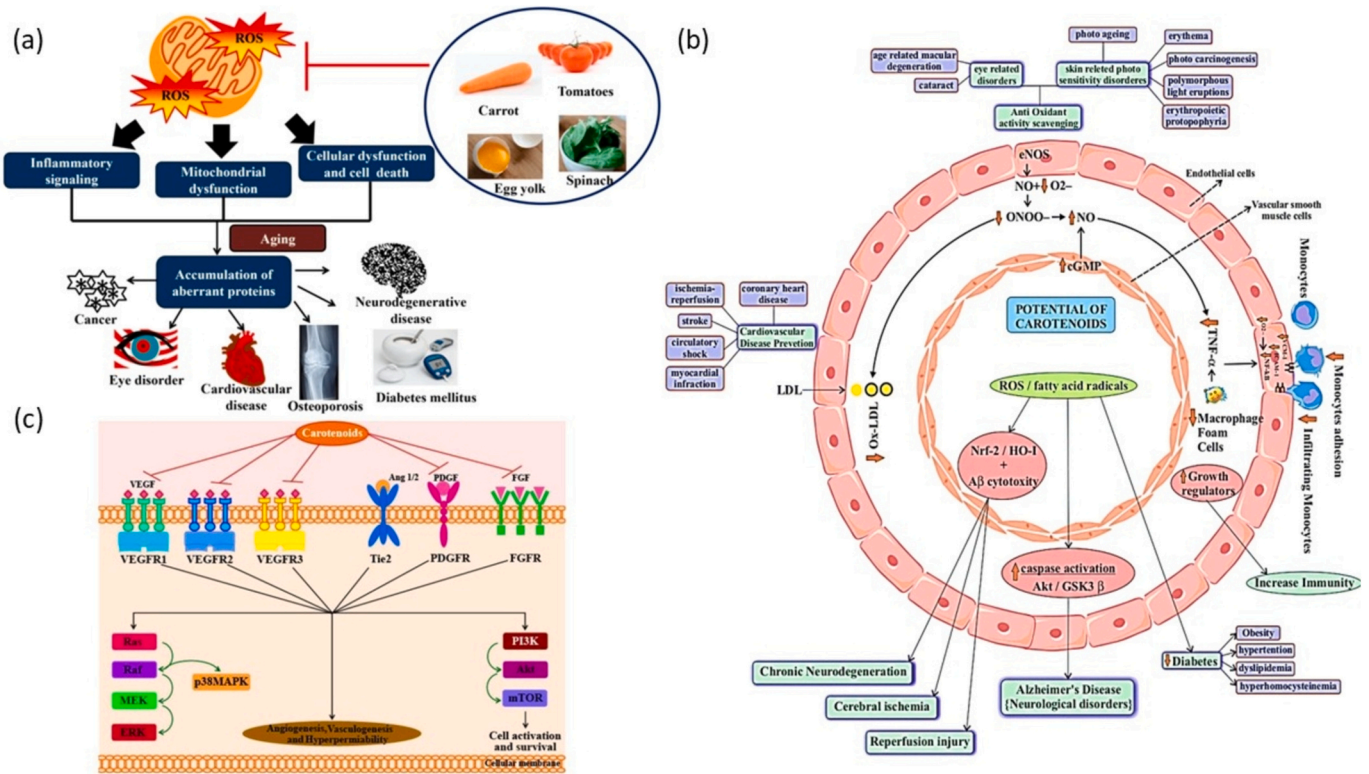 (a)
ROS
ROS
Carrot
Tomatoes
Egg yolk
Spinach
Inflammatory
signaling
Mitochondrial
dysfunction
Cellular dysfunction
and cell death
Aging
Accumulation of
aberrant proteins
Cancer
Neurodegenerative
disease
Eye disorder
Cardiovascular
disease
Osteoporosis
Diabetes mellitus
(b)
photo ageing
erythema
age related macular
degeneration
eye related
disorders
skin releted photo
sensitivity disorderes
photo carcinogenesis
cataract
polymorphous
light eruptions
Anti Oxidant
activity scavenging
erythropoietic
protopophyria
eNOS
NO+ O2–
ONOO–
NO
cGMP
Endothelial cells
Vascular smooth
muscle cells
Monocytes
ischemia-
reperfusion
coronary heart
disease
stroke
Cardiovascular
Disease Prevetion
circulatory
shock
myocardial
infraction
POTENTIAL OF
CAROTENOIDS
TNF-α
LDL
Ox-LDL
ROS / fatty acid radicals
Macrophage
Foam
Cells
Monocytes adhesion
Infiltrating Monocytes
Nrf-2 / HO-I
+
Aβ cytotoxity
Growth
regulators
caspase activation
Akt / GSK3 β
Increase Immunity
Chronic Neurodegeneration
Cerebral ischemia
Reperfusion injury
Alzheimer's Disease
{Neurological disorders}
Diabetes
Obesity
hypertention
dyslipidemia
hyperhomocysteinemia
(c)
Carotenoids
VEGF
Ang 1/2
PDGF
FGF
VEGFR1
VEGFR2
VEGFR3
Tie2
PDGFR
FGFR
Ras
Raf
p38MAPK
MEK
ERK
PI3K
Akt
mTOR
Angiogenesis, Vasculogenesis
and Hyperpermiability
Cell activation
and survival
Cellular membrane